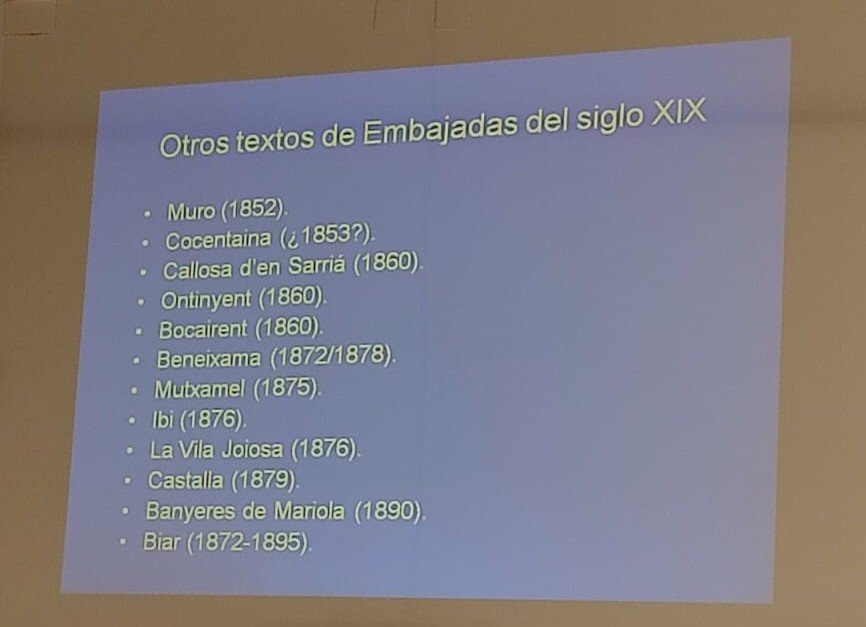 Otros textos de Embajadas del siglo XIX
• Muro (1852).
• Cocentaina (¿1853?).
• Callosa d'en Sarriá (1860).
• Ontinyent (1860).
• Bocairent (1860).
• Beneixama (1872/1878).
• Mutxamel (1875).
• Ibi (1876).
• La Vila Joiosa (1876).
• Castalla (1879).
• Banyeres de Mariola (1890).
• Biar (1872-1895).